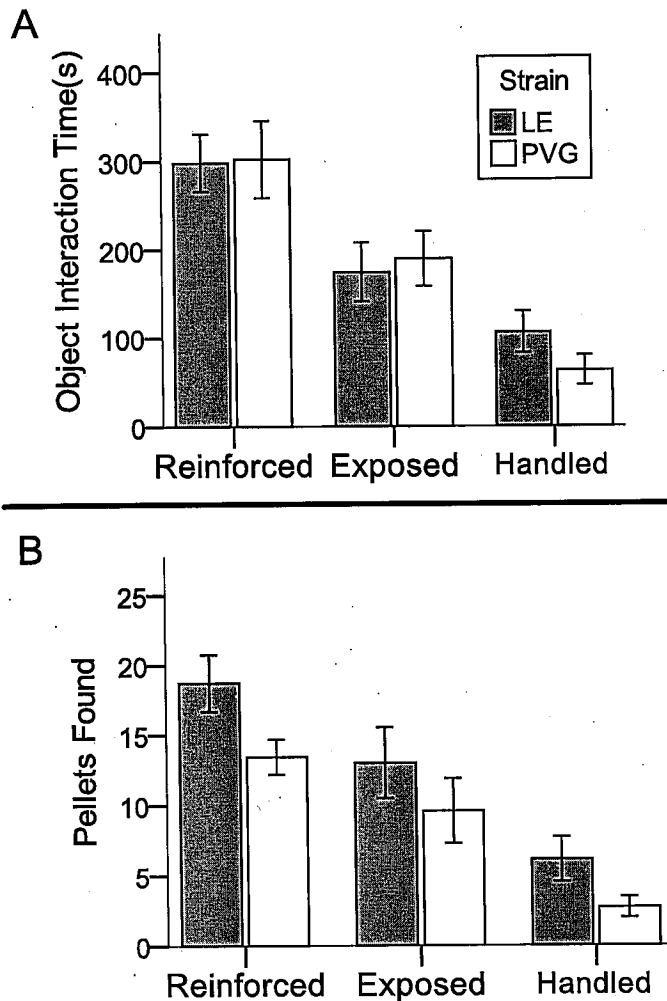 A
Object Interaction Time(s)
400
300
200
100
0
Strain
LE
PVG
Reinforced Exposed Handled
B
Pellets Found
25
20
15
10
5
0
Reinforced Exposed Handled